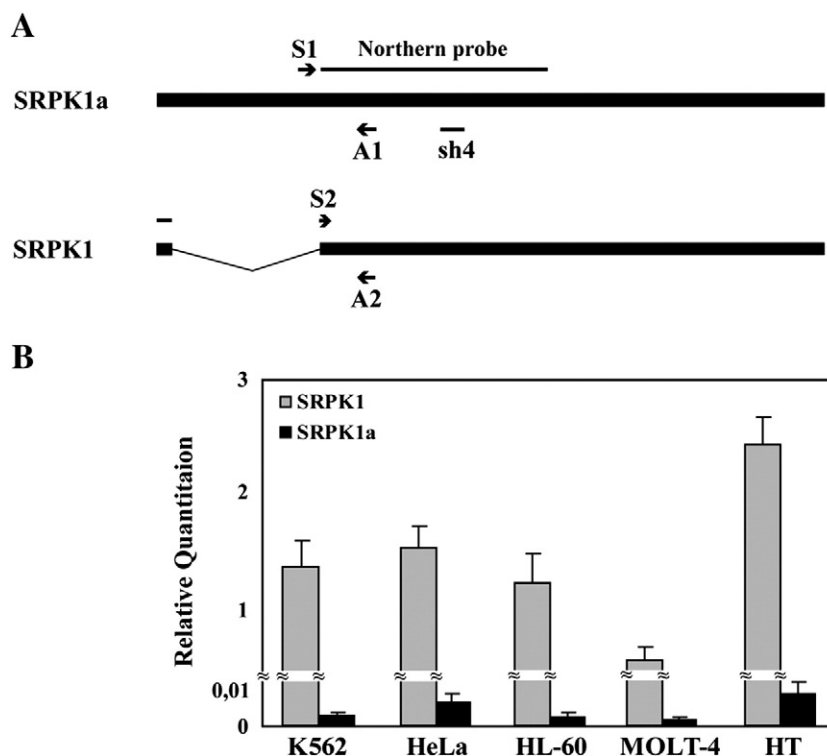 A
S1
Northern probe
SRPK1a
A1
sh4
S2
SRPK1
A2
B
3
SRPK1
SRPK1a
2
Relative Quantitaion
1
0,01
0
K562 HeLa HL-60 MOLT-4 HT